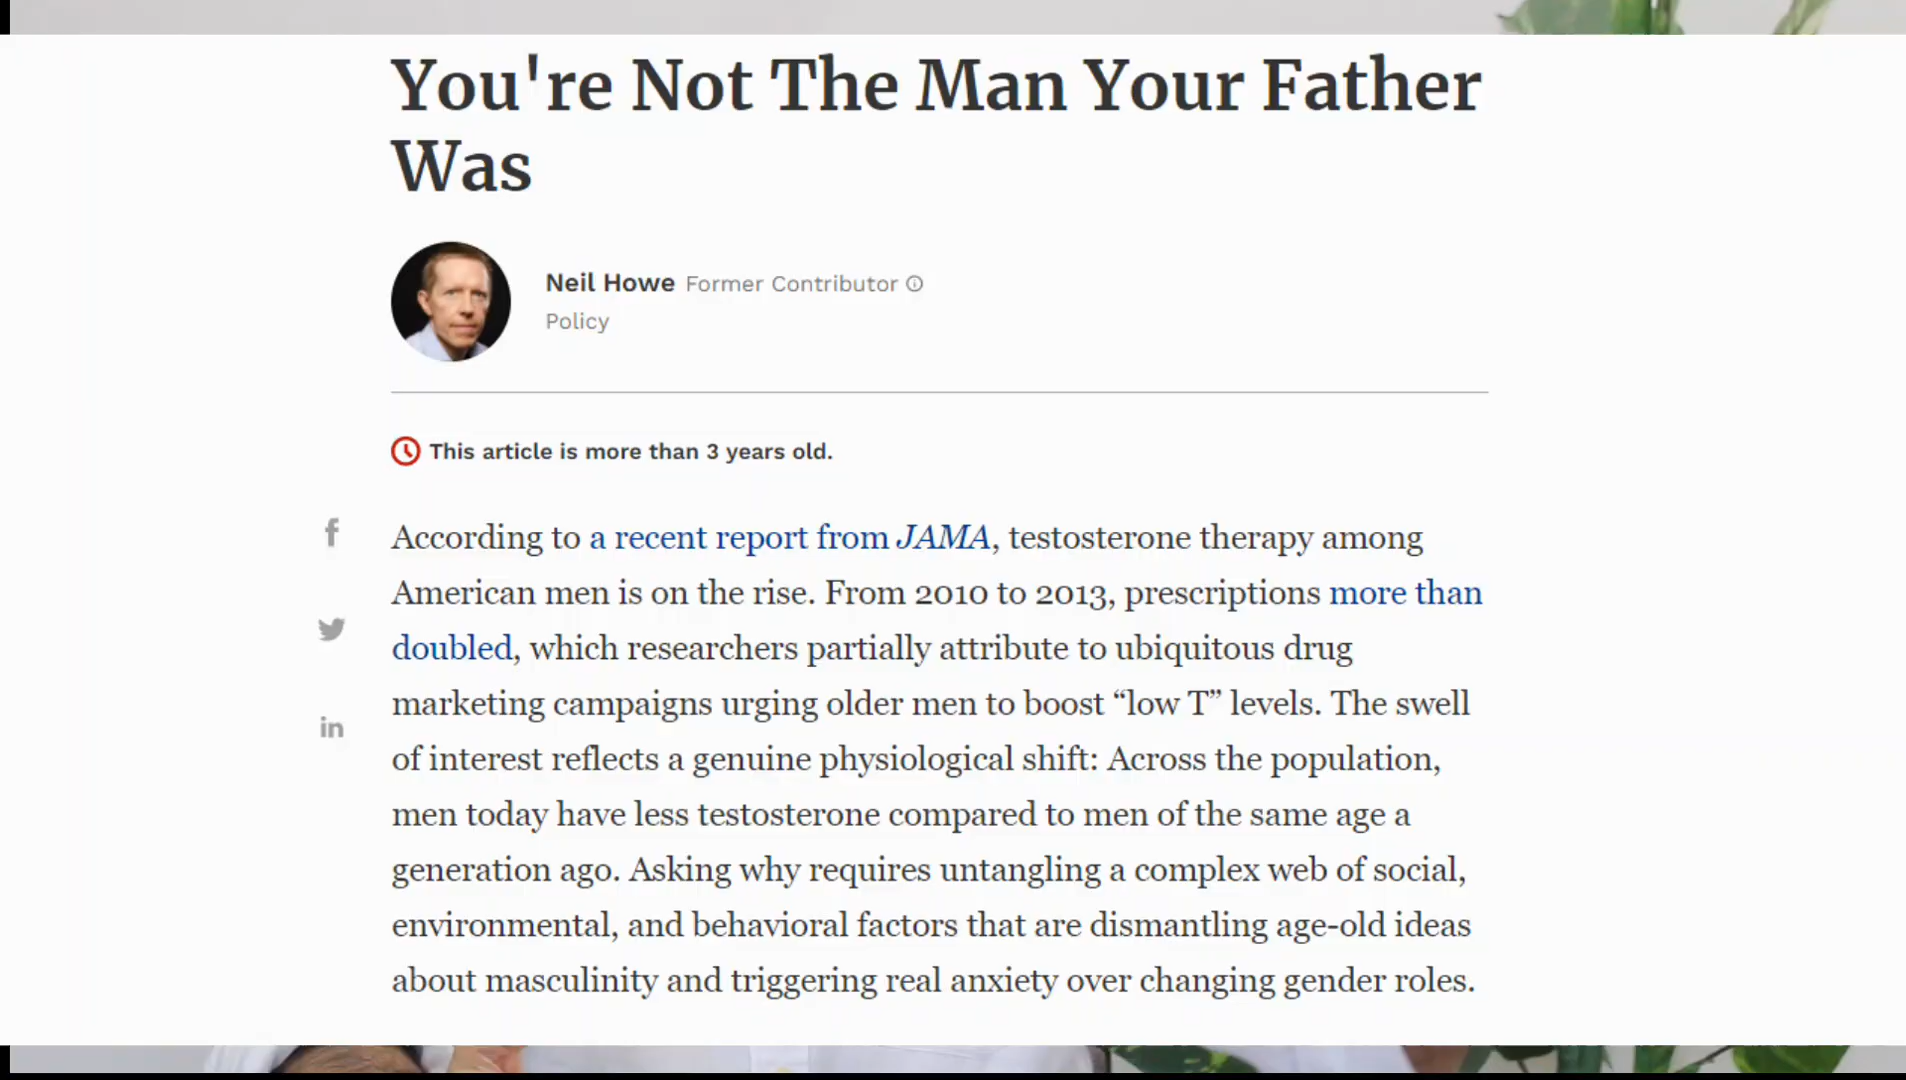 You're Not The Man Your Father
Was
Neil Howe Former Contributor
Policy
This article is more than 3 years old.
According to a recent report from JAMA, testosterone therapy among
American men is on the rise. From 2010 to 2013, prescriptions more than
doubled, which researchers partially attribute to ubiquitous drug
marketing campaigns urging older men to boost “low T” levels. The swell
of interest reflects a genuine physiological shift: Across the population,
men today have less testosterone compared to men of the same age a
generation ago. Asking why requires untangling a complex web of social,
environmental, and behavioral factors that are dismantling age-old ideas
about masculinity and triggering real anxiety over changing gender roles.